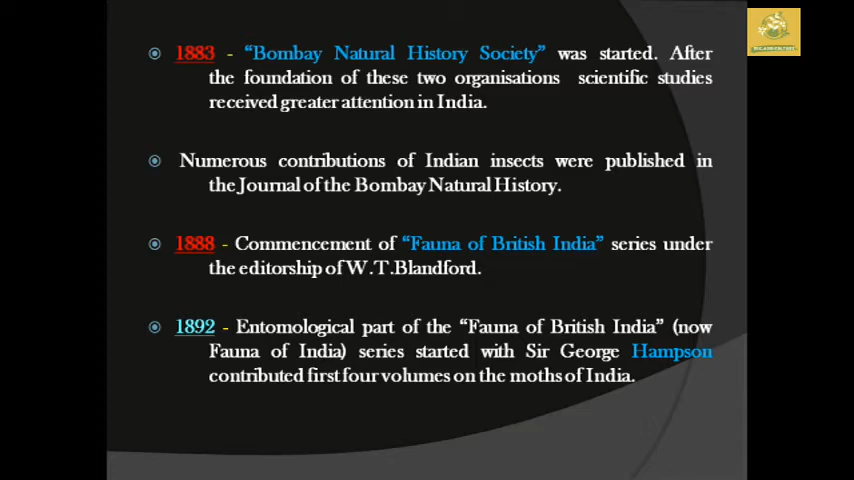 1883 - “Bombay Natural History Society” was started. After
the foundation of these two organisations scientific studies
received greater attention in India.
Numerous contributions of Indian insects were published in
the Journal of the Bombay Natural History.
1888 - Commencement of “Fauna of British India” series under
the editorship of W.T.Blandford.
1892 - Entomological part of the “Fauna of British India” (now
Fauna of India) series started with Sir George Hampson
contributed first four volumes on the moths of India.